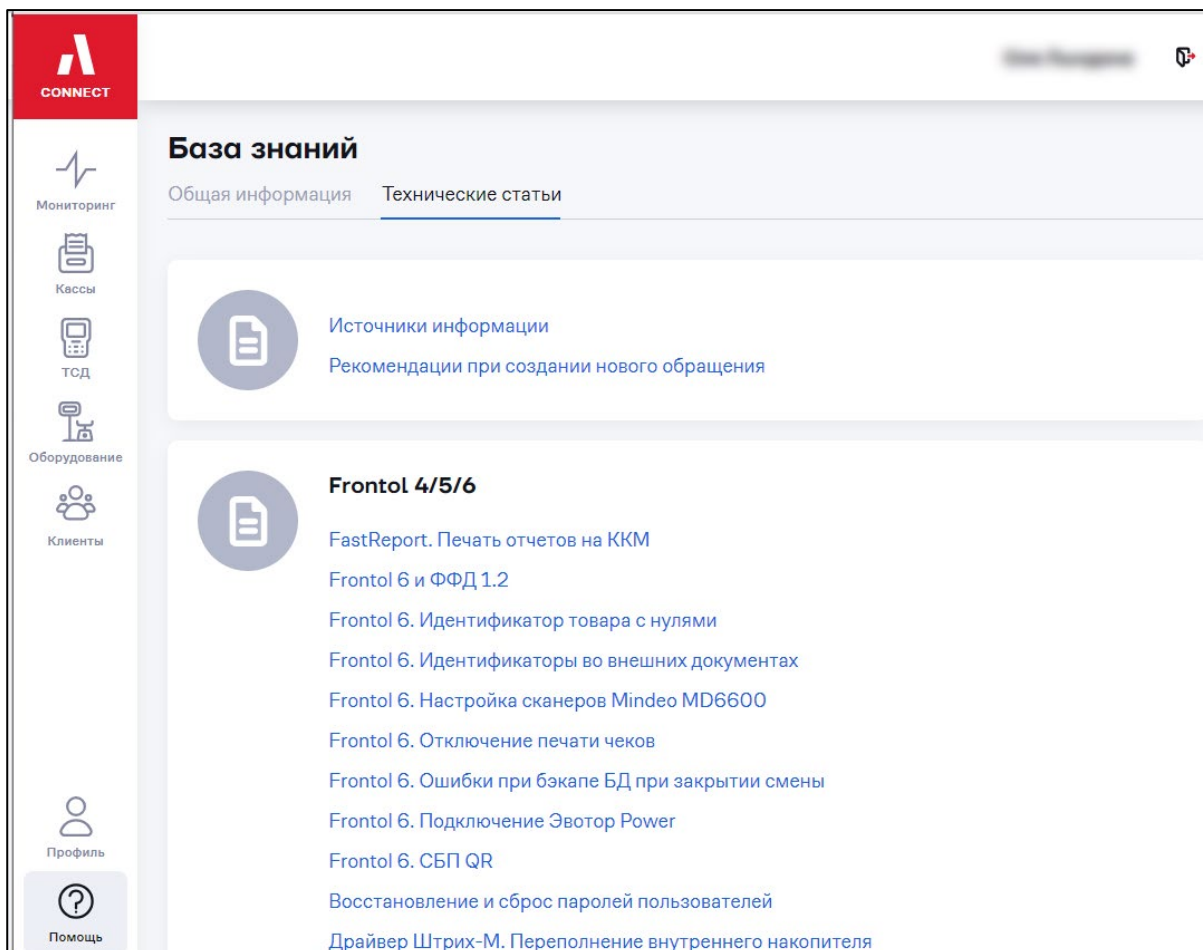 CONNECT
Мониторинг
Кассы
ТСД
Оборудование
Клиенты
Профиль
Помощь
База знаний
Общая информация Технические статьи
Источники информации
Рекомендации при создании нового обращения
Frontol 4/5/6
FastReport. Печать отчетов на ККМ
Frontol 6 и ФФД 1.2
Frontol 6. Идентификатор товара с нулями
Frontol 6. Идентификаторы во внешних документах
Frontol 6. Настройка сканеров Mindeo MD6600
Frontol 6. Отключение печати чеков
Frontol 6. Ошибки при бэкапе БД при закрытии смены
Frontol 6. Подключение Эвотор Power
Frontol 6. СБП QR
Восстановление и сброс паролей пользователей
Драйвер Штрих-М. Переполнение внутреннего накопителя